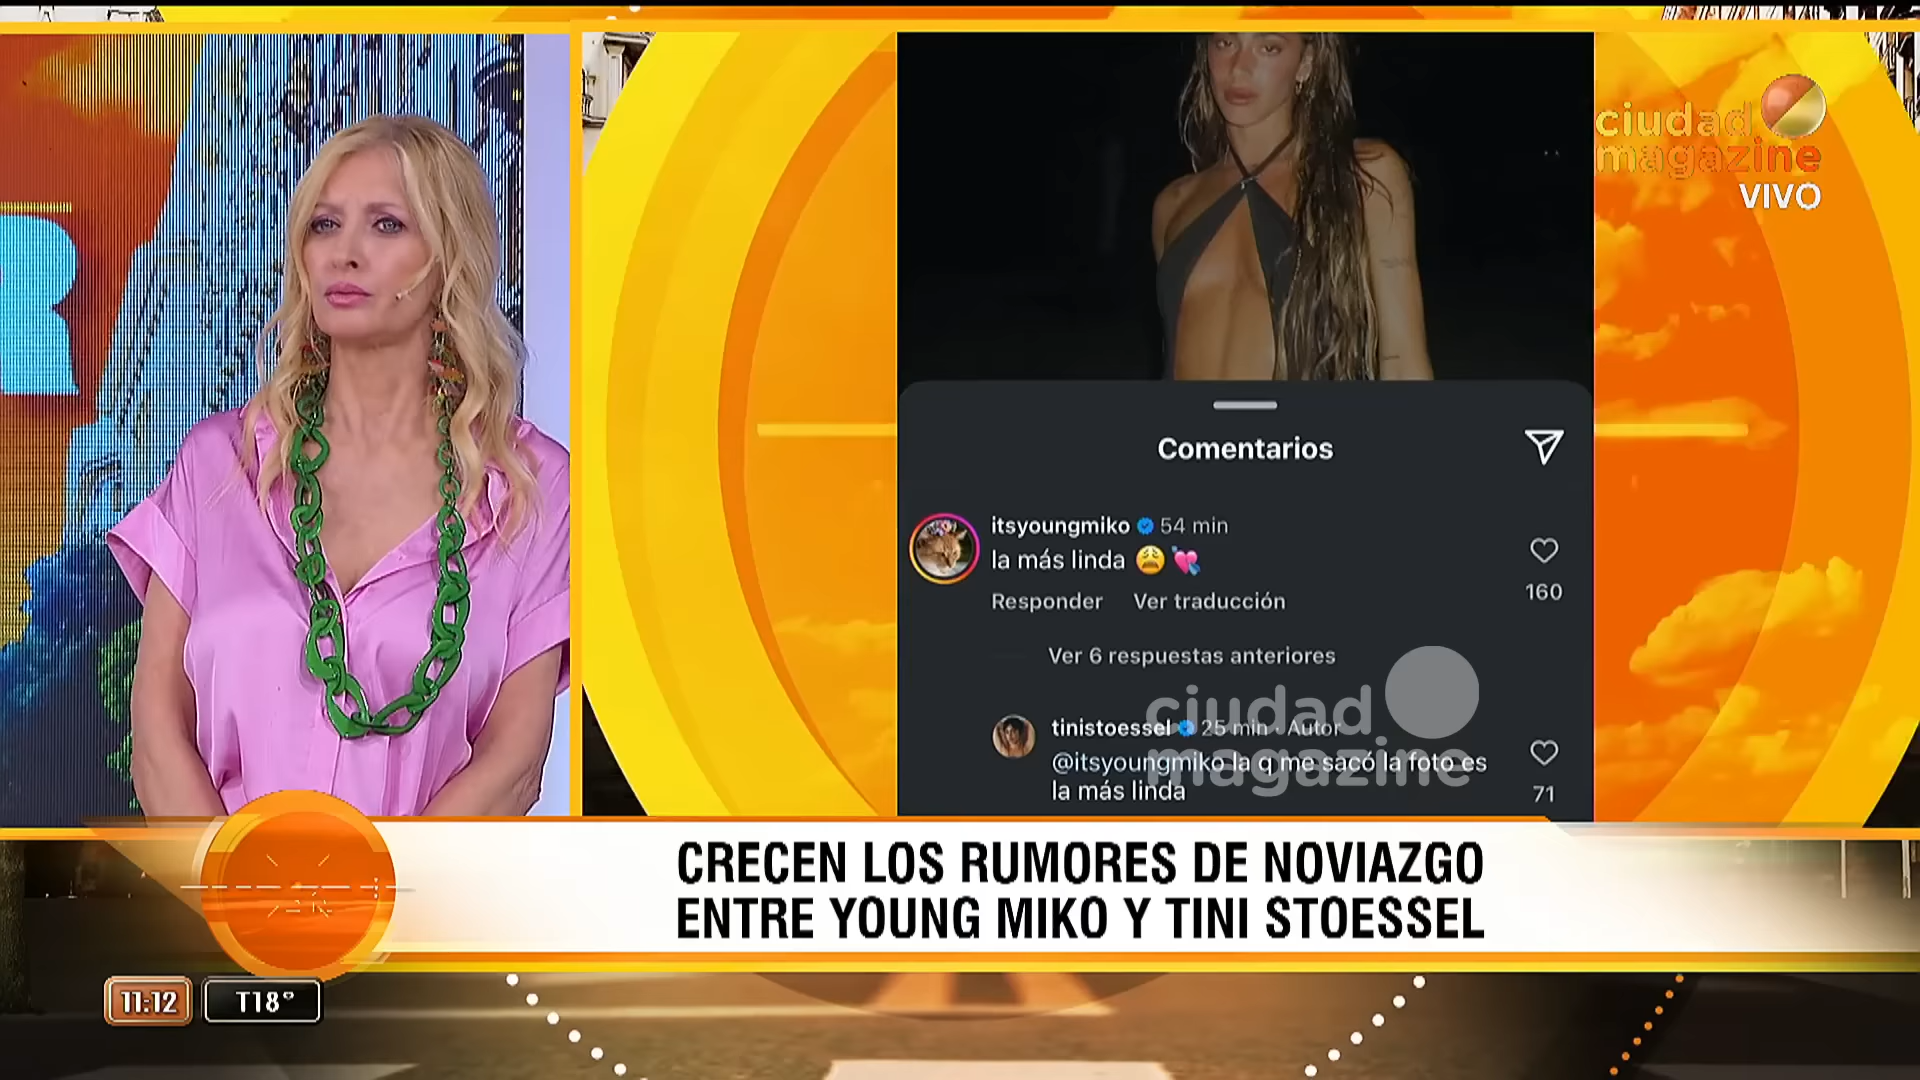 R
ciudad
magazine
VIVO
Comentarios
itsyoungmiko 54 min
la más linda 😩 💘
160
Responder Ver traducción
Ver 6 respuestas anteriores
ciudad
magazine
tinistoessel 25 min · Autor
@itsyoungmiko la q me sacó la foto es
la más linda
71
CRECEN LOS RUMORES DE NOVIAZGO
ENTRE YOUNG MIKO Y TINI STOESSEL
11:12 T18°